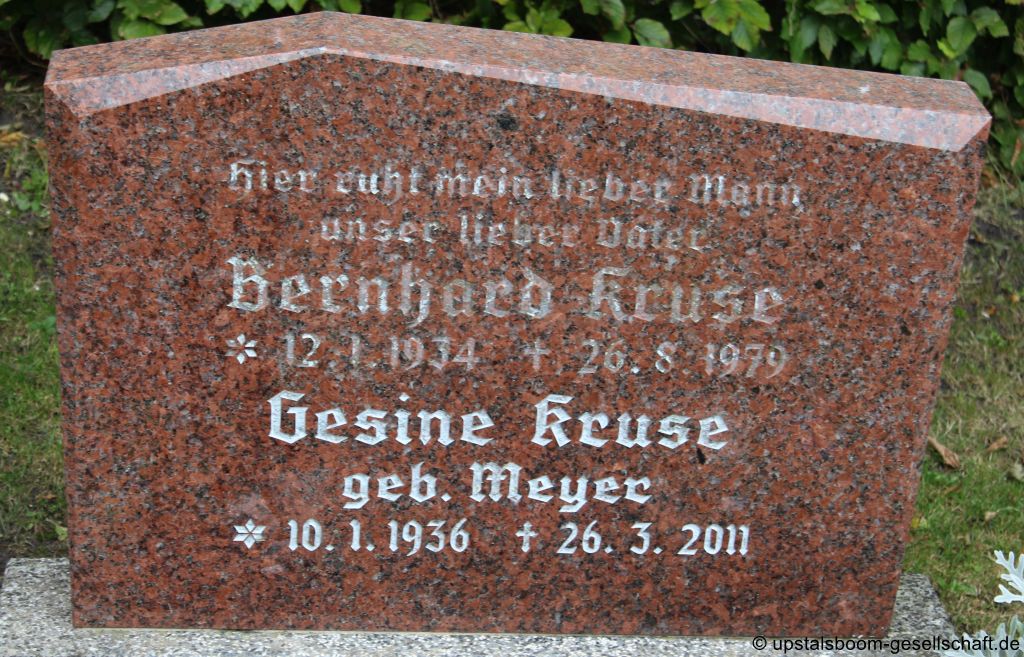 Hier ruht mein lieber Mann,
unser lieber Vater
Bernhard Kruse
* 12. 1. 1934 † 26. 8. 1979
Gesine Kruse
geb. Meyer
* 10. 1. 1936 † 26. 3. 2011
© upstalsboom-gesellschaft.de